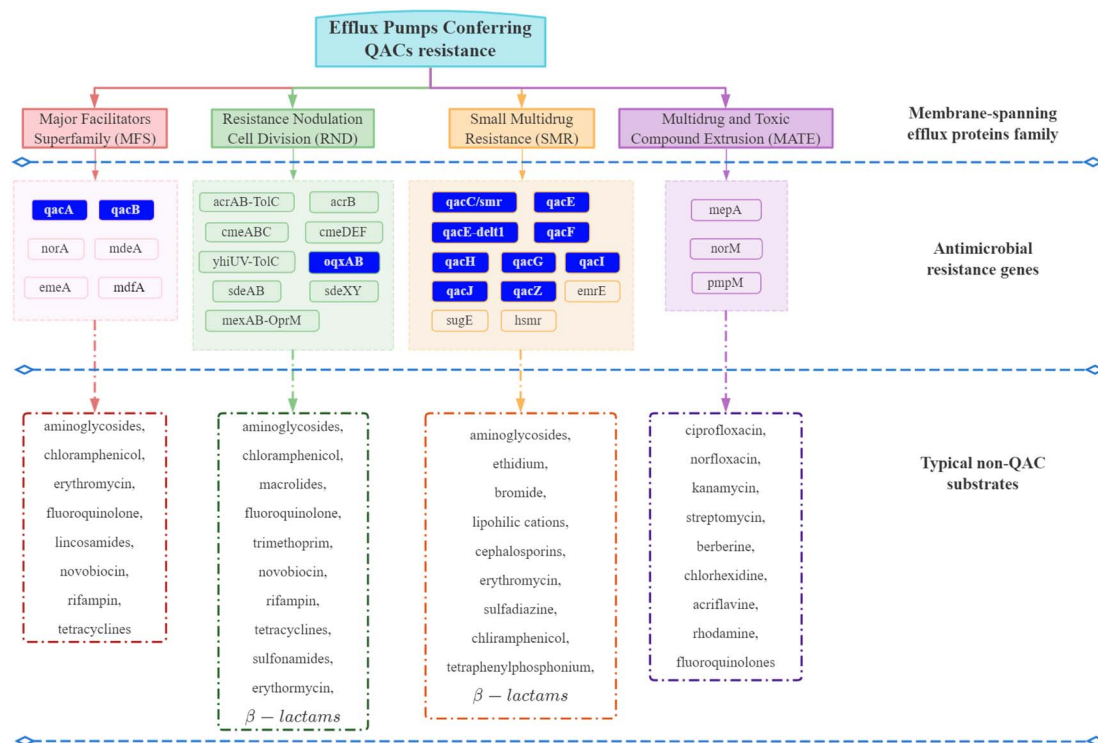 Efflux Pumps Conferring
QACs resistance
Major Facilitators
Superfamily (MFS)
Resistance Nodulation
Cell Division (RND)
Small Multidrug
Resistance (SMR)
Multidrug and Toxic
Compound Extrusion (MATE)
Membrane-spanning
efflux proteins family
qacA qacB
norA mdeA
emeA mdfA
acrAB-TolC acrB
cmeABC cmeDEF
yhiUV-TolC oqxAB
sdeAB sdeXY
mexAB-OprM
qacC/smr qacE
qacE-delt1 qacF
qacH qacG qacI
qacJ qacZ emrE
sugE hsmr
mepA
norM
pmpM
Antimicrobial
resistance genes
aminoglycosides,
chloramphenicol,
erythromycin,
fluoroquinolone,
lincosamides,
novobiocin,
rifampin,
tetracyclines
aminoglycosides,
chloramphenicol,
macrolides,
fluoroquinolone,
trimethoprim,
novobiocin,
rifampin,
tetracyclines,
sulfonamides,
erythormycin,
β − lactams
aminoglycosides,
ethidium,
bromide,
lipohilic cations,
cephalosporins,
erythromycin,
sulfadiazine,
chliramphenicol,
tetraphenylphosphonium,
β − lactams
ciprofloxacin,
norfloxacin,
kanamycin,
streptomycin,
berberine,
chlorhexidine,
acriflavine,
rhodamine,
fluoroquinolones
Typical non-QAC
substrates